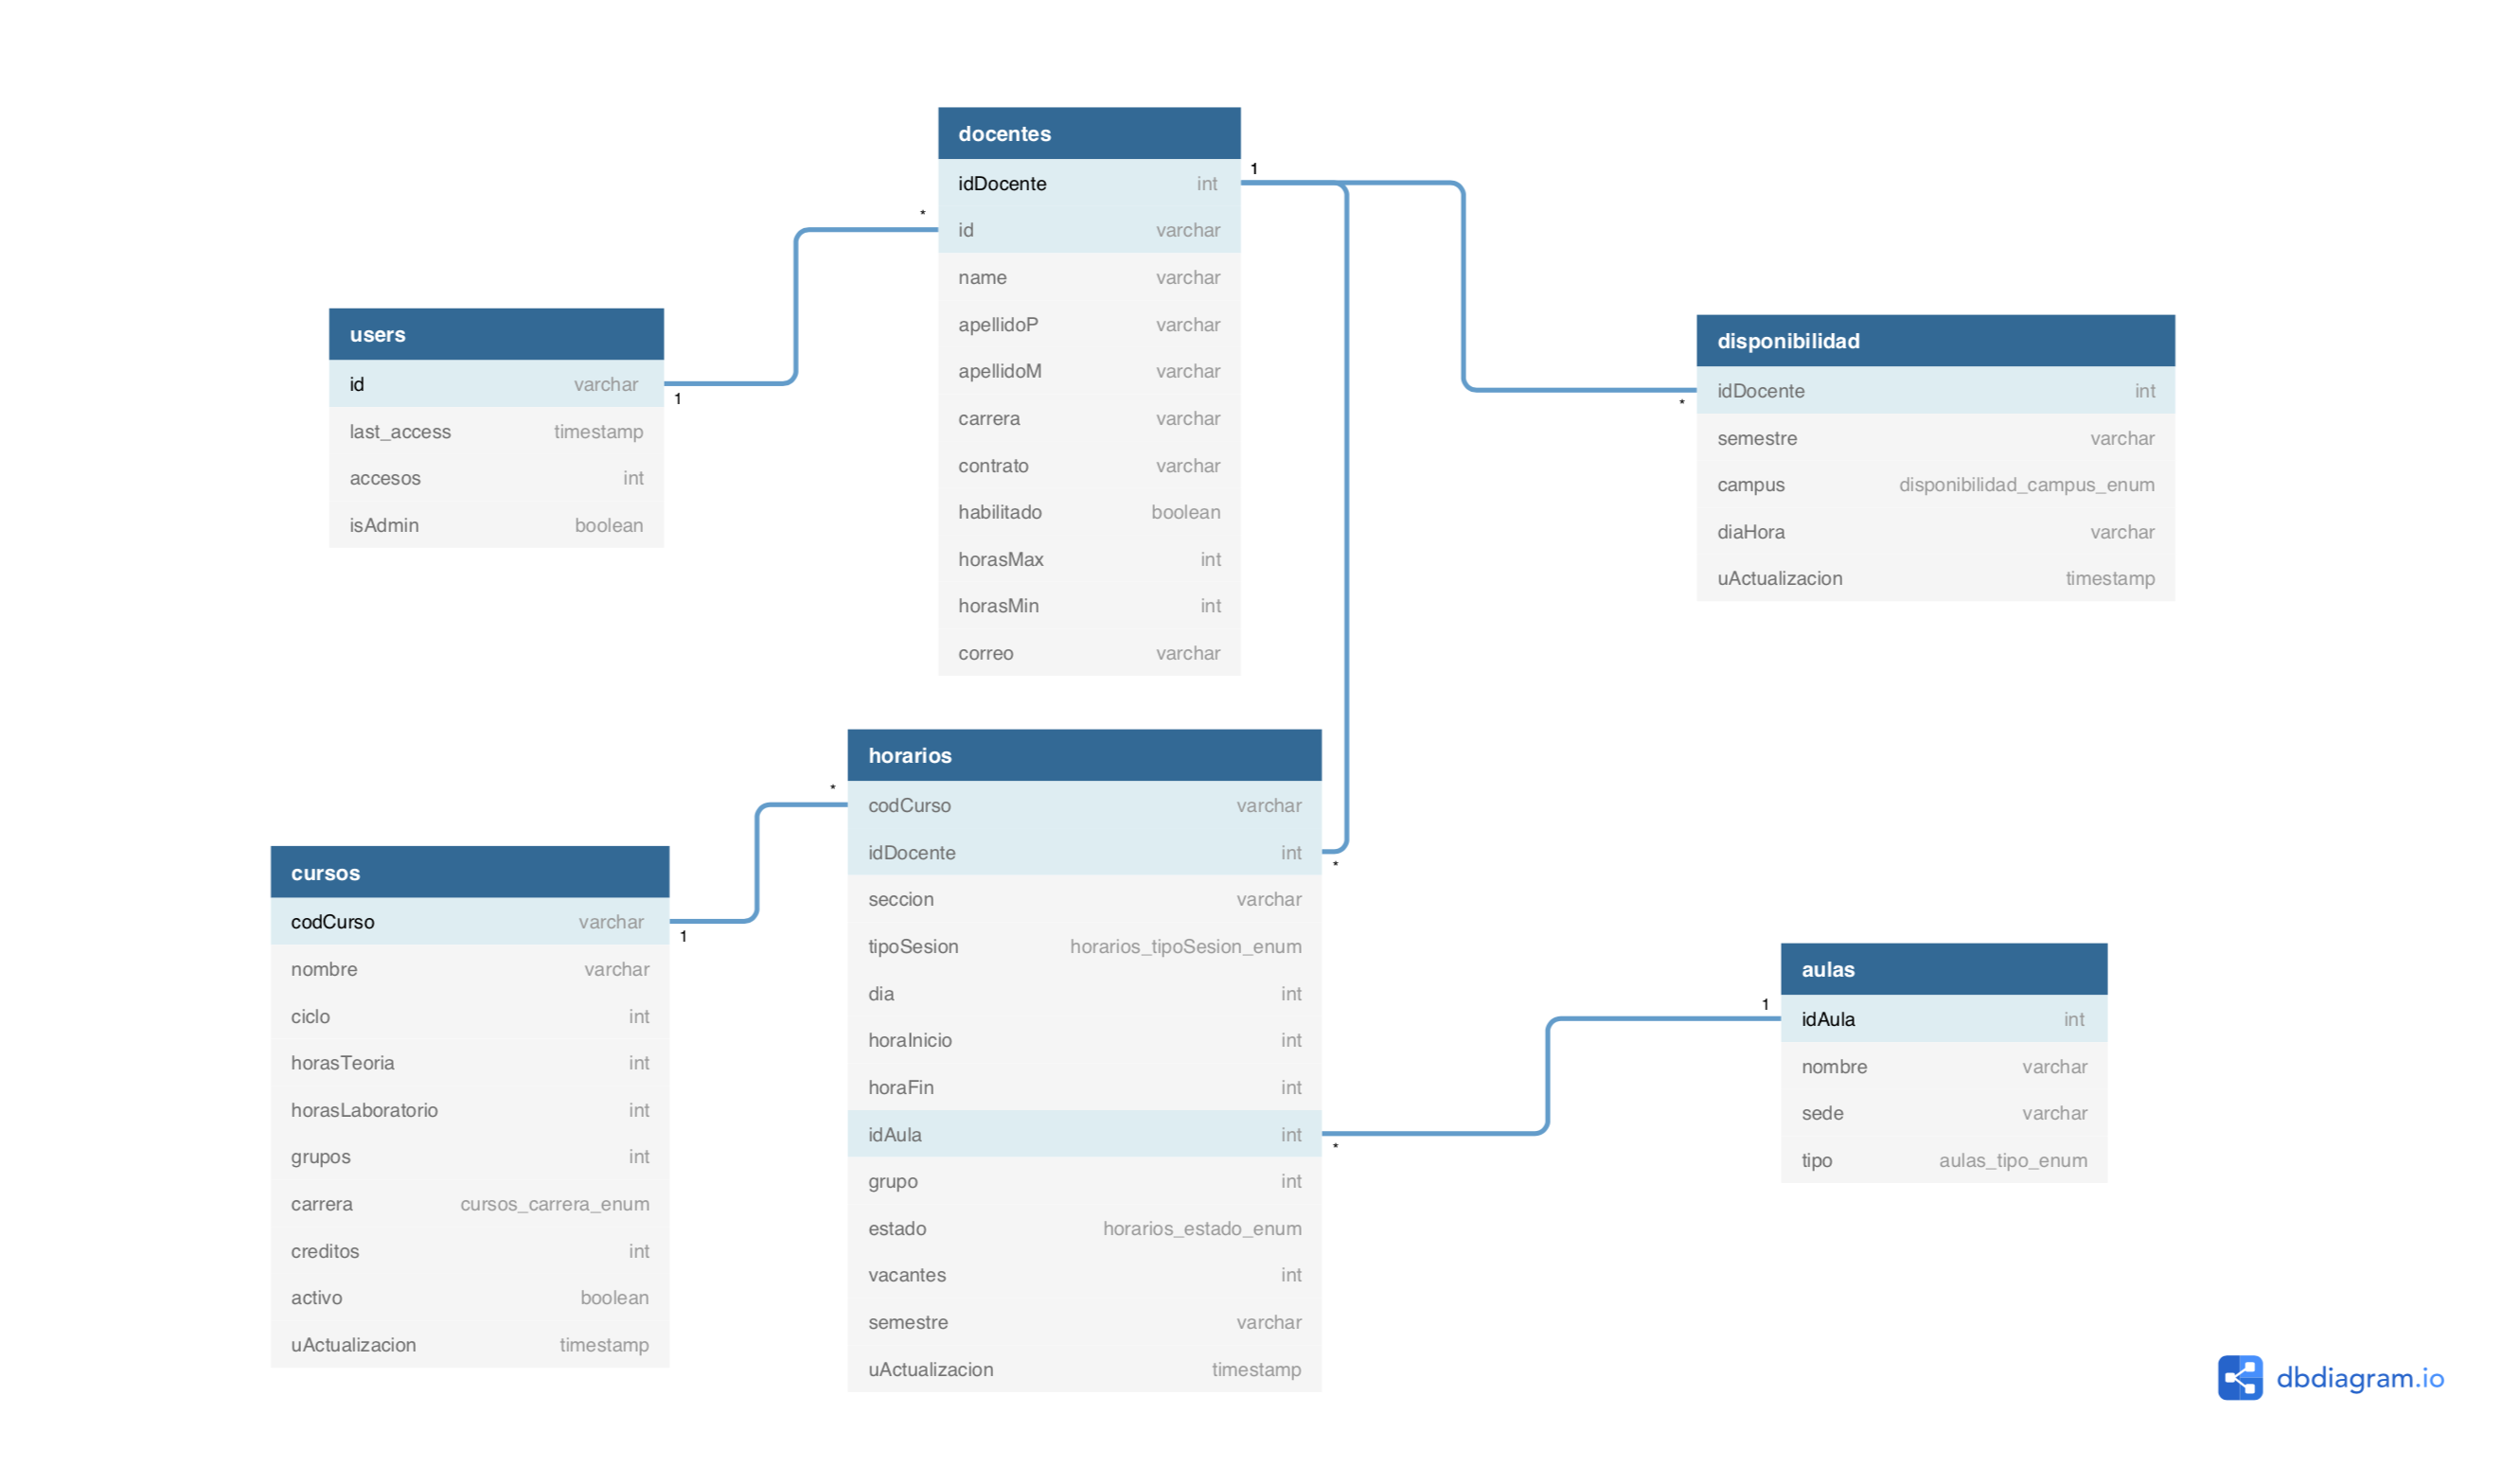 docentes
1
idDocente int
* id varchar
name varchar
apellidoP varchar
apellidoM varchar
carrera varchar
contrato varchar
habilitado boolean
horasMax int
horasMin int
correo varchar
users
id varchar
1
last_access timestamp
accesos int
isAdmin boolean
disponibilidad
idDocente int
*
semestre varchar
campus disponibilidad_campus_enum
diaHora varchar
uActualizacion timestamp
horarios
*
codCurso varchar
idDocente int
*
seccion varchar
tipoSesion horarios_tipoSesion_enum
dia int
horaInicio int
horaFin int
idAula int
*
grupo int
estado horarios_estado_enum
vacantes int
semestre varchar
uActualizacion timestamp
cursos
codCurso varchar
1
nombre varchar
ciclo int
horasTeoria int
horasLaboratorio int
grupos int
carrera cursos_carrera_enum
creditos int
activo boolean
uActualizacion timestamp
aulas
1
idAula int
nombre varchar
sede varchar
tipo aulas_tipo_enum
dbdiagram.io